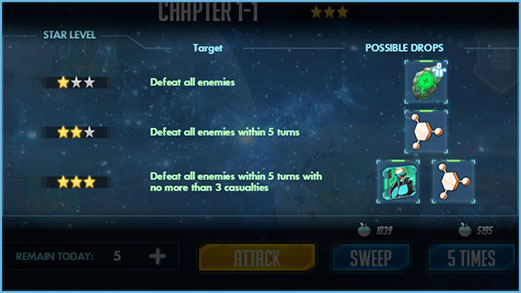 CHAPTER 1-1
STAR LEVEL
Target
POSSIBLE DROPS
Defeat all enemies
Defeat all enemies within 5 turns
Defeat all enemies within 5 turns with
no more than 3 casualties
1039
5195
REMAIN TODAY: 5
ATTACK
SWEEP
5 TIMES